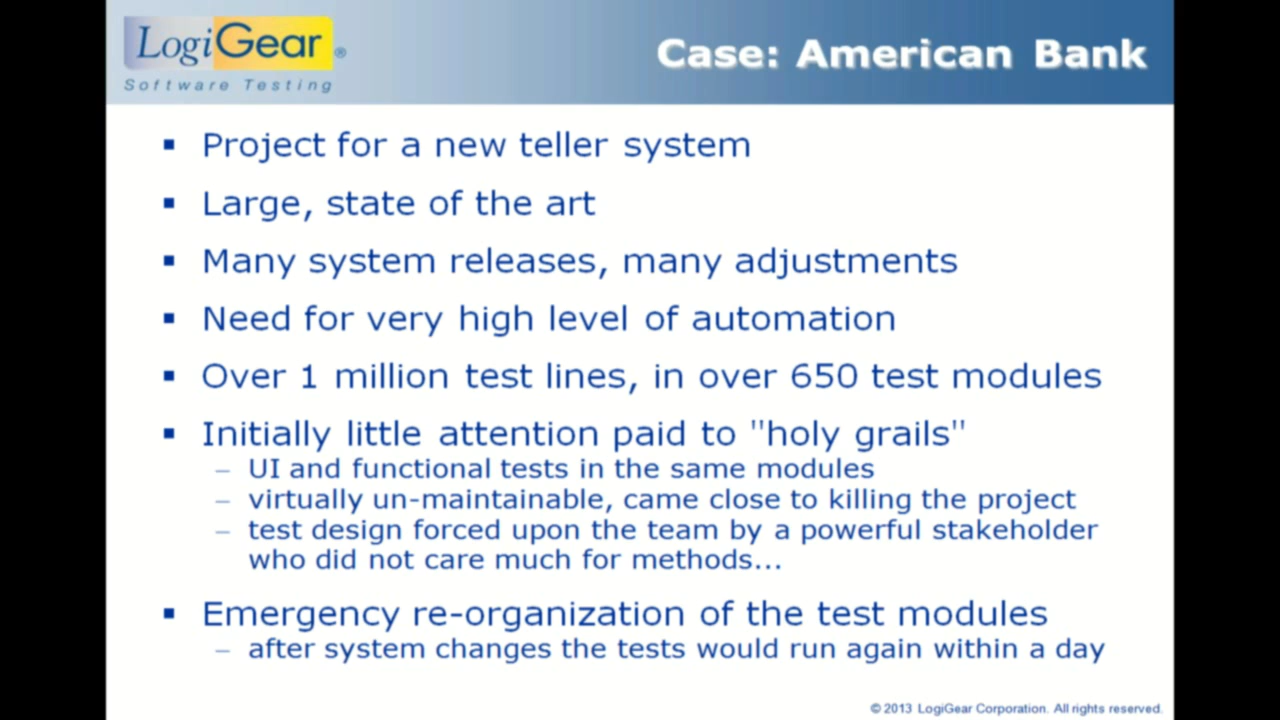 LogiGear®
Software Testing
Case: American Bank
▪ Project for a new teller system
▪ Large, state of the art
▪ Many system releases, many adjustments
▪ Need for very high level of automation
▪ Over 1 million test lines, in over 650 test modules
▪ Initially little attention paid to "holy grails"
– UI and functional tests in the same modules
– virtually un-maintainable, came close to killing the project
– test design forced upon the team by a powerful stakeholder
who did not care much for methods...
▪ Emergency re-organization of the test modules
– after system changes the tests would run again within a day
© 2013 LogiGear Corporation. All rights reserved.